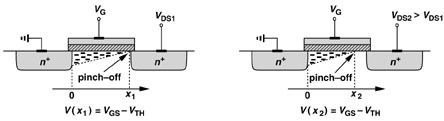 V_G
V_DS1
n+
n+
pinch–off
0
x_1
V(x_1) = V_GS – V_TH
V_G
V_DS2 > V_DS1
n+
n+
pinch–off
0
x_2
V(x_2) = V_GS – V_TH